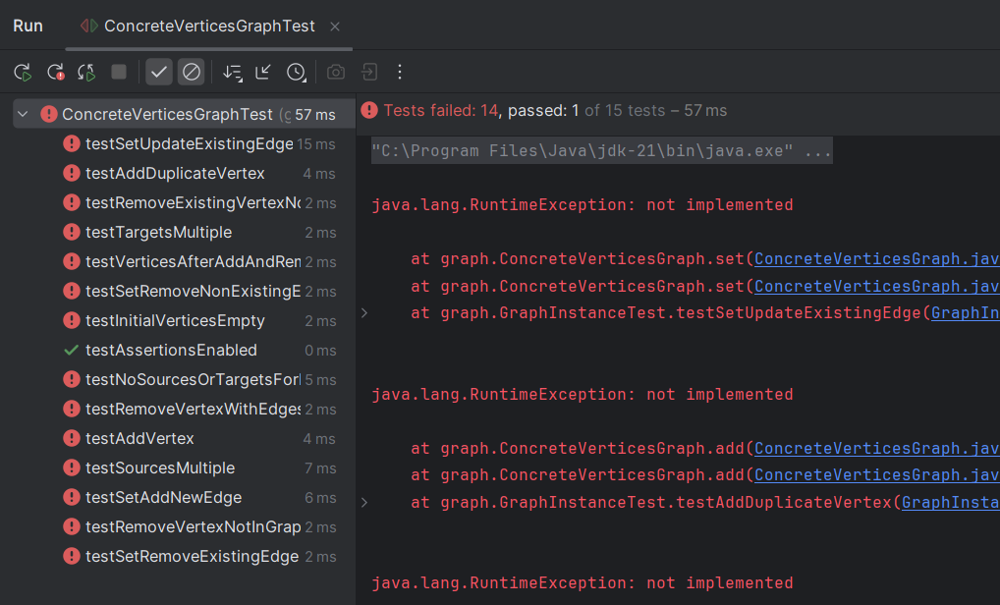 Run
ConcreteVerticesGraphTest
ConcreteVerticesGraphTest (g 57 ms
testSetUpdateExistingEdge 15 ms
testAddDuplicateVertex 4 ms
testRemoveExistingVertexNo 2 ms
testTargetsMultiple 2 ms
testVerticesAfterAddAndRem 2 ms
testSetRemoveNonExistingE 2 ms
testInitialVerticesEmpty 2 ms
testAssertionsEnabled 0 ms
testNoSourcesOrTargetsForI 5 ms
testRemoveVertexWithEdges 2 ms
testAddVertex 4 ms
testSourcesMultiple 7 ms
testSetAddNewEdge 6 ms
testRemoveVertexNotInGrap 2 ms
testSetRemoveExistingEdge 2 ms
Tests failed: 14, passed: 1 of 15 tests – 57 ms
"C:\Program Files\Java\jdk-21\bin\java.exe" ...
java.lang.RuntimeException: not implemented
at graph.ConcreteVerticesGraph.set(ConcreteVerticesGraph.jav
at graph.ConcreteVerticesGraph.set(ConcreteVerticesGraph.jav
at graph.GraphInstanceTest.testSetUpdateExistingEdge(GraphIn
java.lang.RuntimeException: not implemented
at graph.ConcreteVerticesGraph.add(ConcreteVerticesGraph.jav
at graph.ConcreteVerticesGraph.add(ConcreteVerticesGraph.jav
at graph.GraphInstanceTest.testAddDuplicateVertex(GraphInsta
java.lang.RuntimeException: not implemented